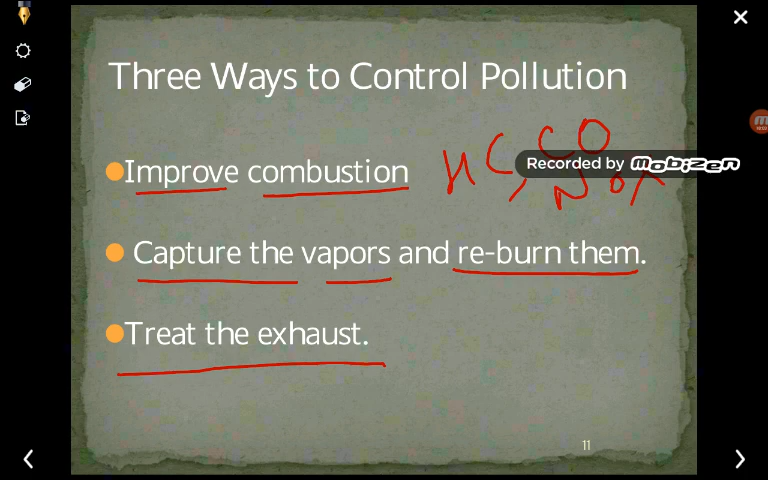 Three Ways to Control Pollution
Improve combustion
HC, CO
NOx
Recorded by Mobizen
Capture the vapors and re-burn them.
Treat the exhaust.
11